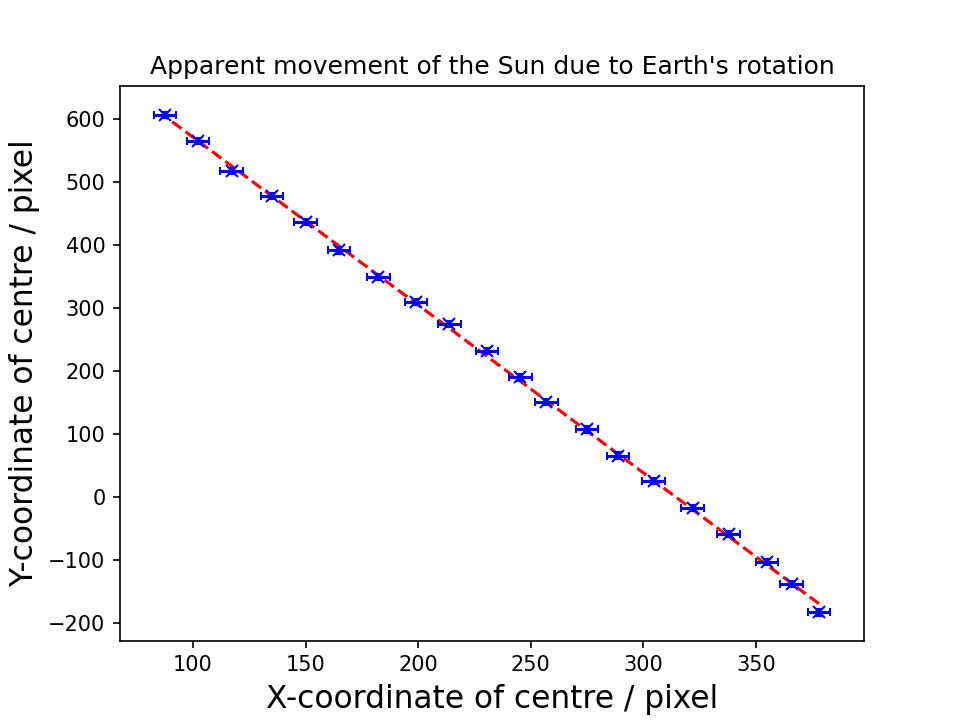 Apparent movement of the Sun due to Earth's rotation
Y-coordinate of centre / pixel
600
500
400
300
200
100
0
−100
−200
100 150 200 250 300 350
X-coordinate of centre / pixel